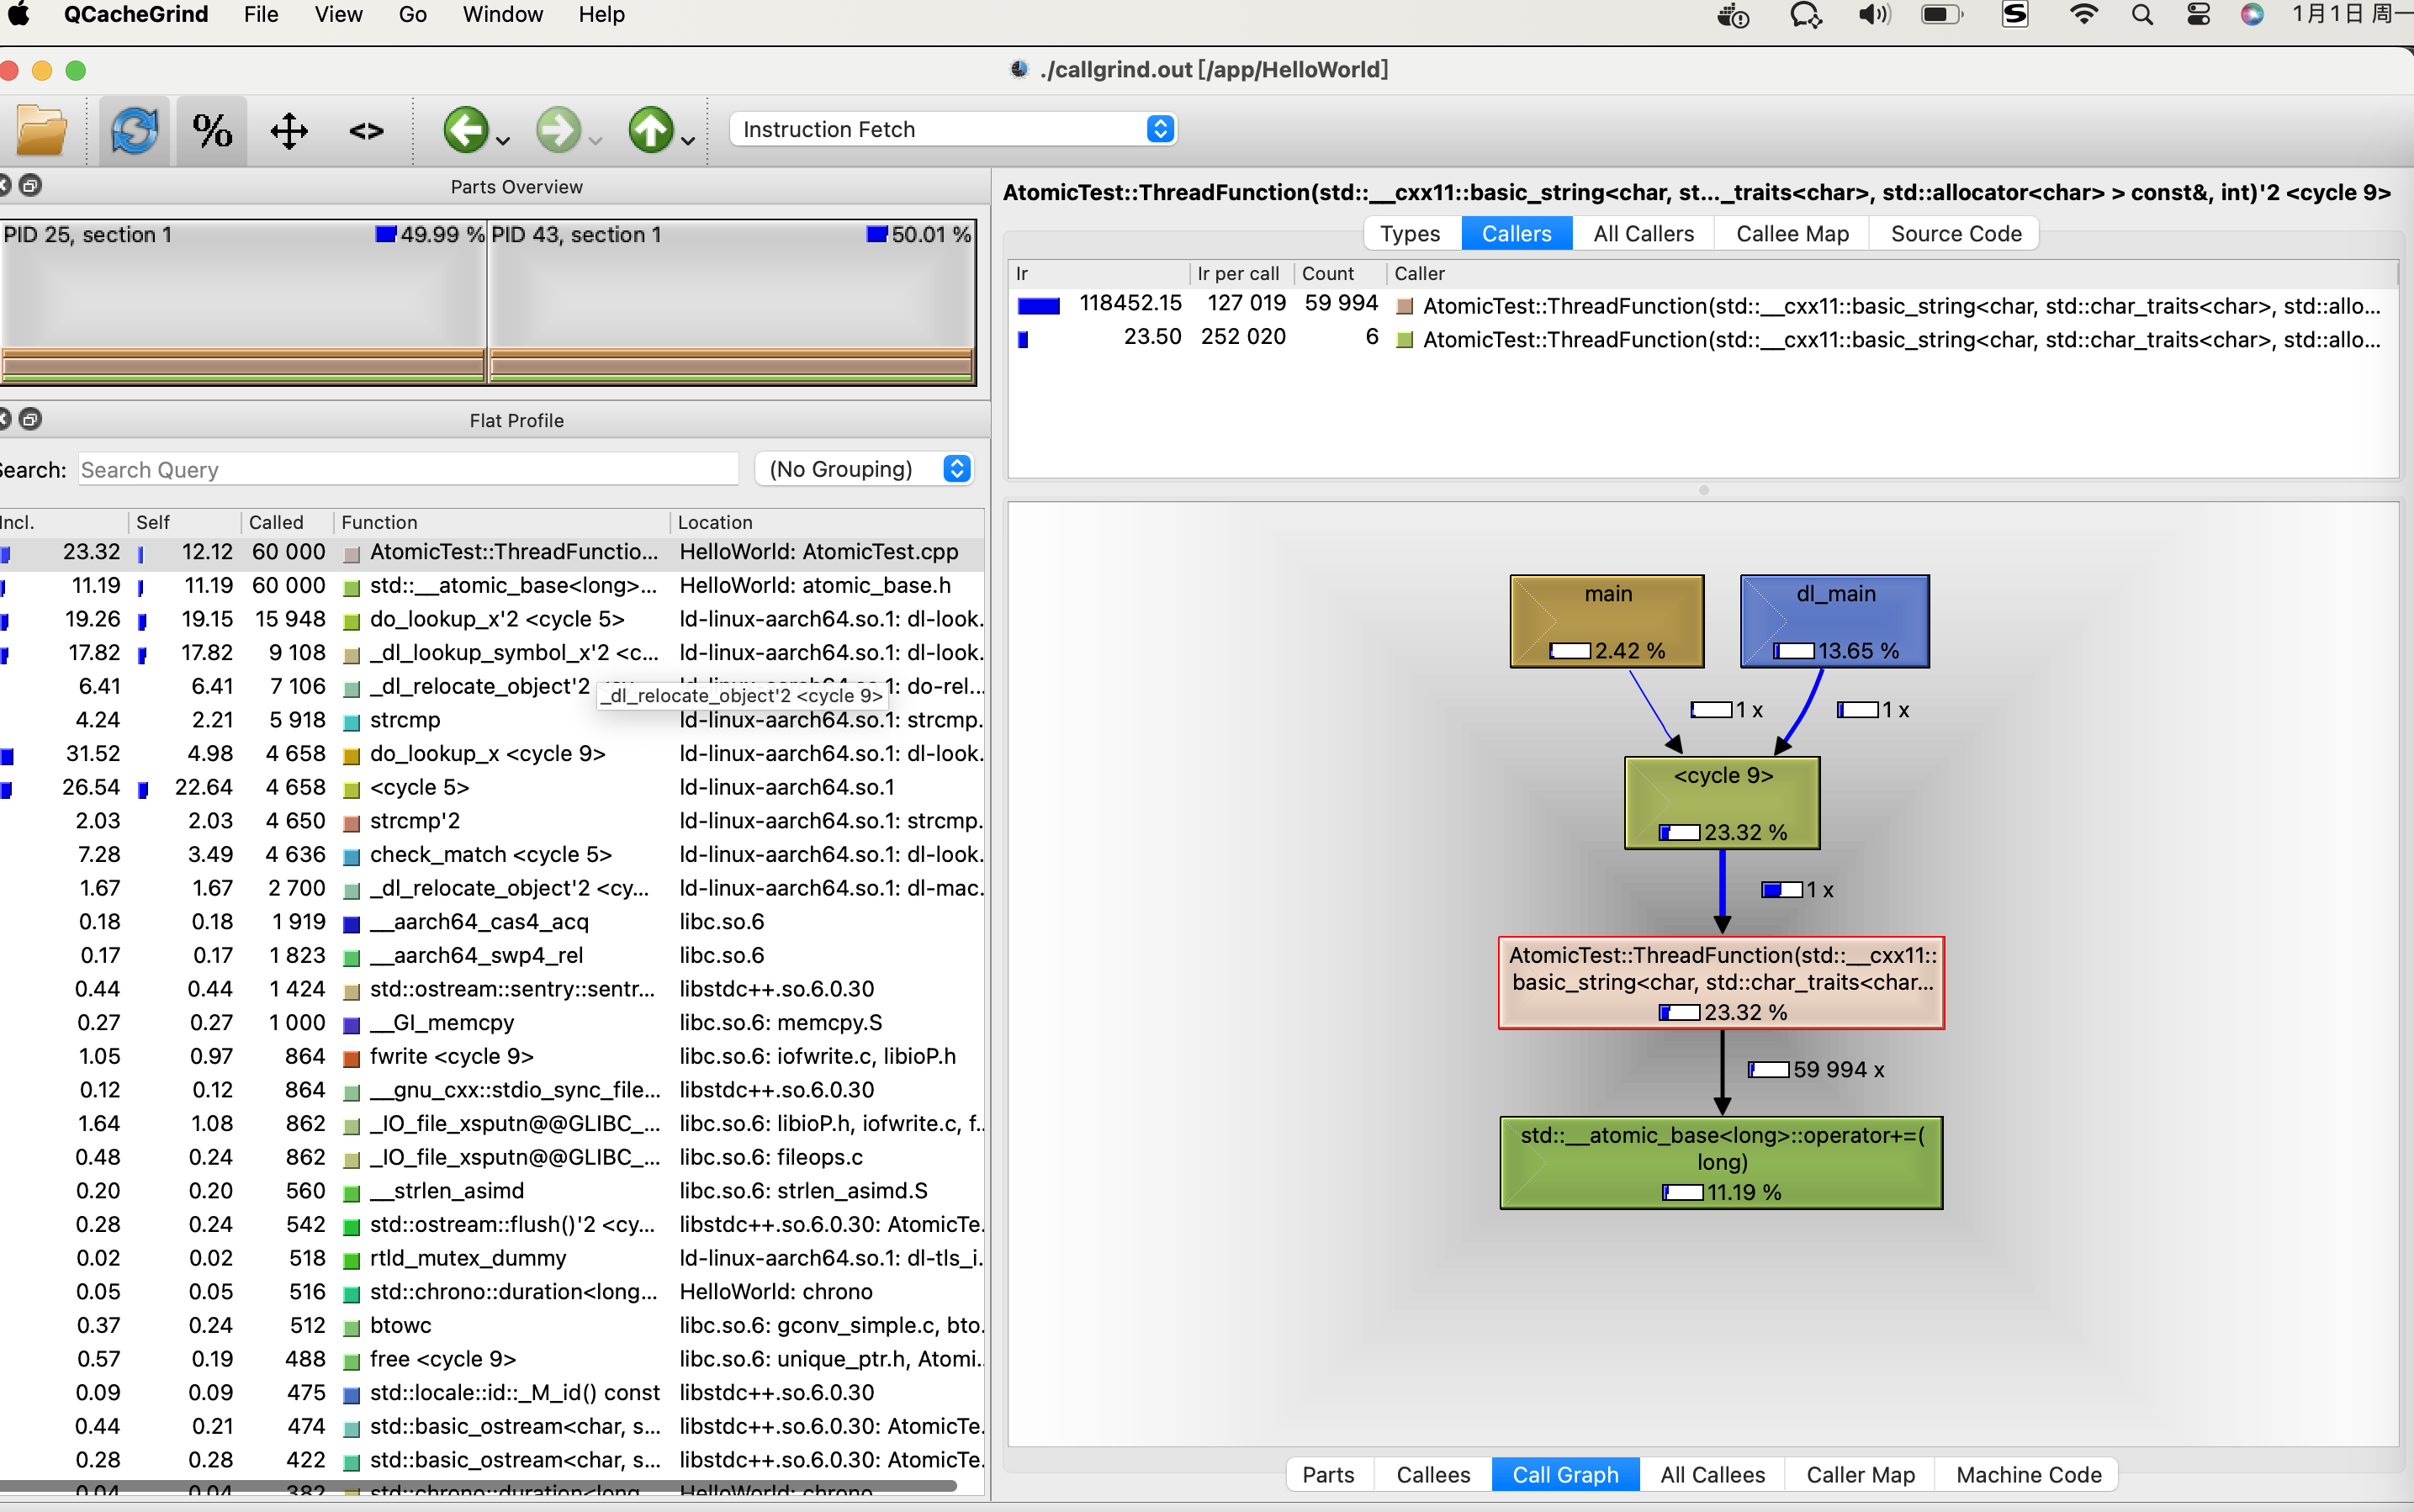 QCacheGrind File View Go Window Help 1月1日 周一
./callgrind.out [/app/HelloWorld]
% <> Instruction Fetch
Parts Overview
PID 25, section 1 49.99 % PID 43, section 1 50.01 %
Flat Profile
Search: Search Query (No Grouping)
Incl. Self Called Function Location
23.32 12.12 60 000 AtomicTest::ThreadFunctio... HelloWorld: AtomicTest.cpp
11.19 11.19 60 000 std::__atomic_base<long>... HelloWorld: atomic_base.h
19.26 19.15 15 948 do_lookup_x'2 <cycle 5> ld-linux-aarch64.so.1: dl-look.
17.82 17.82 9 108 _dl_lookup_symbol_x'2 <c... ld-linux-aarch64.so.1: dl-look.
6.41 6.41 7 106 _dl_relocate_object'2 1: do-rel...
_dl_relocate_object'2 <cycle 9>
4.24 2.21 5 918 strcmp ld-linux-aarch64.so.1: strcmp.
31.52 4.98 4 658 do_lookup_x <cycle 9> ld-linux-aarch64.so.1: dl-look.
26.54 22.64 4 658 <cycle 5> ld-linux-aarch64.so.1
2.03 2.03 4 650 strcmp'2 ld-linux-aarch64.so.1: strcmp.
7.28 3.49 4 636 check_match <cycle 5> ld-linux-aarch64.so.1: dl-look.
1.67 1.67 2 700 _dl_relocate_object'2 <cy... ld-linux-aarch64.so.1: dl-mac.
0.18 0.18 1 919 __aarch64_cas4_acq libc.so.6
0.17 0.17 1 823 __aarch64_swp4_rel libc.so.6
0.44 0.44 1 424 std::ostream::sentry::sentr... libstdc++.so.6.0.30
0.27 0.27 1 000 __GI_memcpy libc.so.6: memcpy.S
1.05 0.97 864 fwrite <cycle 9> libc.so.6: iofwrite.c, libioP.h
0.12 0.12 864 __gnu_cxx::stdio_sync_file... libstdc++.so.6.0.30
1.64 1.08 862 _IO_file_xsputn@@GLIBC_... libc.so.6: libioP.h, iofwrite.c, f..
0.48 0.24 862 _IO_file_xsputn@@GLIBC_... libc.so.6: fileops.c
0.20 0.20 560 __strlen_asimd libc.so.6: strlen_asimd.S
0.28 0.24 542 std::ostream::flush()'2 <cy... libstdc++.so.6.0.30: AtomicTe.
0.02 0.02 518 rtld_mutex_dummy ld-linux-aarch64.so.1: dl-tls_i.
0.05 0.05 516 std::chrono::duration<long... HelloWorld: chrono
0.37 0.24 512 btowc libc.so.6: gconv_simple.c, bto.
0.57 0.19 488 free <cycle 9> libc.so.6: unique_ptr.h, Atomi..
0.09 0.09 475 std::locale::id::_M_id() const libstdc++.so.6.0.30
0.44 0.21 474 std::basic_ostream<char, s... libstdc++.so.6.0.30: AtomicTe.
0.28 0.28 422 std::basic_ostream<char, s... libstdc++.so.6.0.30: AtomicTe.
0.04 0.04 382 std::chrono::duration<long HelloWorld: chrono
AtomicTest::ThreadFunction(std::__cxx11::basic_string<char, st..._traits<char>, std::allocator<char> > const&, int)'2 <cycle 9>
Types Callers All Callers Callee Map Source Code
Ir Ir per call Count Caller
118452.15 127 019 59 994 AtomicTest::ThreadFunction(std::__cxx11::basic_string<char, std::char_traits<char>, std::allo...
23.50 252 020 6 AtomicTest::ThreadFunction(std::__cxx11::basic_string<char, std::char_traits<char>, std::allo...
main dl_main
2.42 % 13.65 %
1 x 1 x
<cycle 9>
23.32 %
1 x
AtomicTest::ThreadFunction(std::__cxx11::
basic_string<char, std::char_traits<char...
23.32 %
59 994 x
std::__atomic_base<long>::operator+=(
long)
11.19 %
Parts Callees Call Graph All Callees Caller Map Machine Code